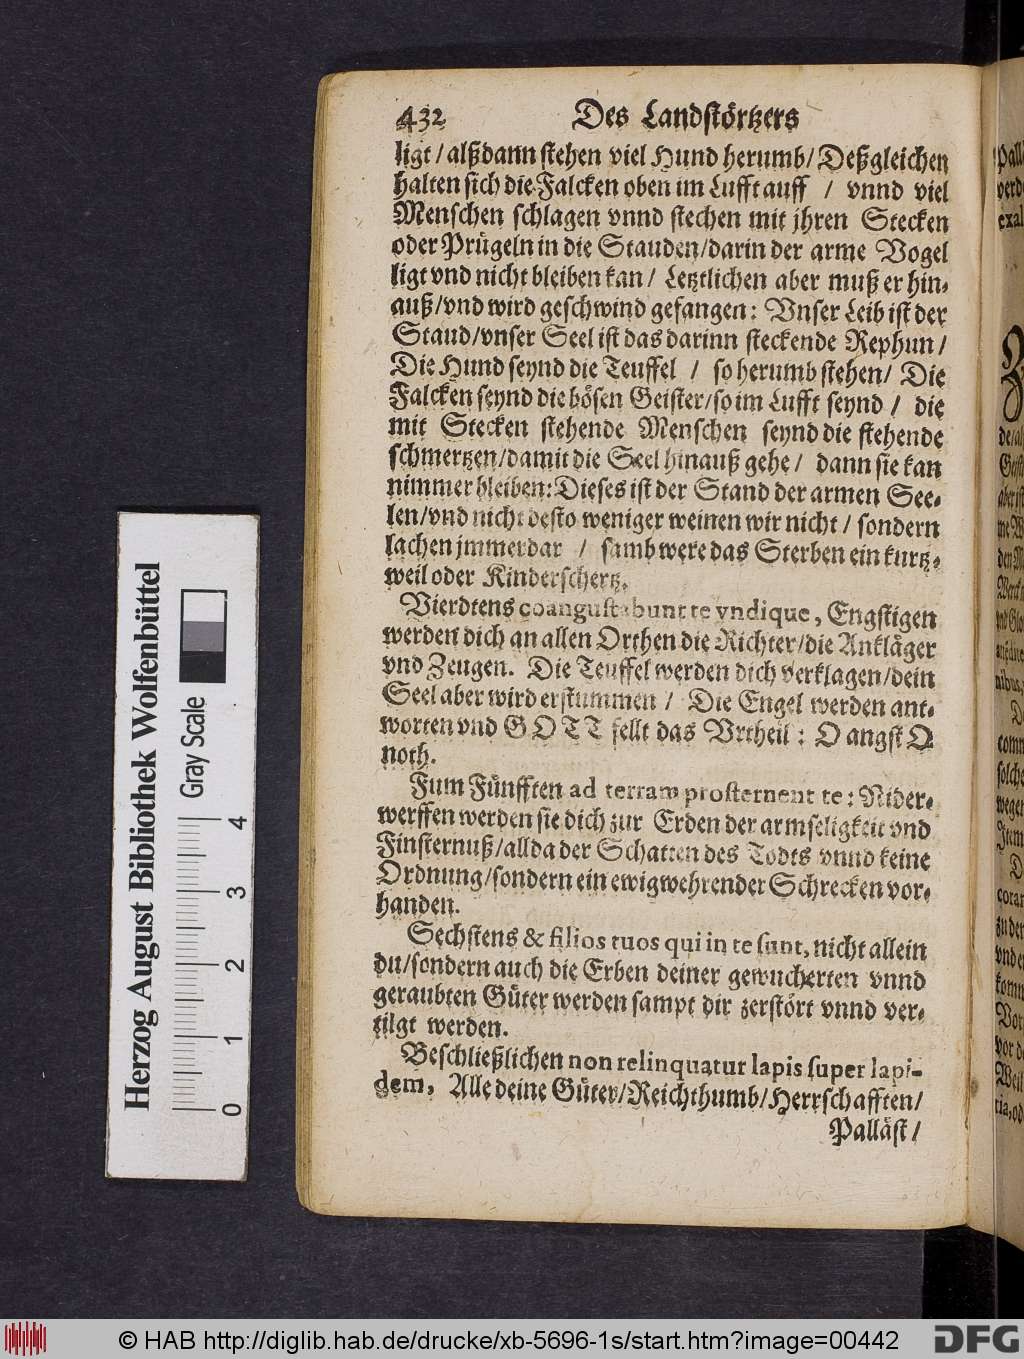 432 Des Landstörtzers
ligt / alßdann stehen viel Hund herumb / Deßgleichen
halten sich die Falcken oben im Lufft auff / vnnd viel
Menschen schlagen vnnd stechen mit jhren Stecken
oder Prügeln in die Stauden / darin der arme Vogel
ligt vnd nicht bleiben kan / Letztlichen aber muß er hin-
auß / vnd wird geschwind gefangen: Vnser Leib ist der
Staud / vnser Seel ist das darinn steckende Rephun /
Die Hund seynd die Teuffel / so herumb stehen / Die
Falcken seynd die bösen Geister / so im Lufft seynd / die
mit Stecken stehende Menschen seynd die stehende
schmertzen / damit die Seel hinauß gehe / dann sie kan
nimmer bleiben: Dieses ist der Stand der armen See-
len / vnd nicht desto weniger weinen wir nicht / sondern
lachen jmmerdar / samb were das Sterben ein kurtz-
weil oder Kinderschertz.
Vierdtens coangustabunt te vndique, Engstigen
werden dich an allen Orthen die Richter / die Ankläger
vnd Zeugen. Die Teuffel werden dich verklagen / dein
Seel aber wird erstummen / Die Engel werden ant-
worten vnd GOTT fellt das Vrtheil : O angst O
noth.
Zum Fünfften ad terram prosternent te: Nider-
werffen werden sie dich zur Erden der armseligkeit vnd
Finsternuß / allda der Schatten des Todts vnnd keine
Ordnung / sondern ein ewigwehrender Schrecken vor-
handen.
Sechstens & filios tuos qui in te sunt, nicht allein
du / sondern auch die Erben deiner gewucherten vnnd
geraubten Güter werden sampt dir zerstört vnnd ver-
tilgt werden.
Beschließlichen non relinquatur lapis super lapi-
dem, Alle deine Güter / Reichthumb / Herrschafften /
Palläst /
Herzog August Bibliothek Wolfenbüttel
Gray Scale
0 1 2 3 4
© HAB http://diglib.hab.de/drucke/xb-5696-1s/start.htm?image=00442
DFG